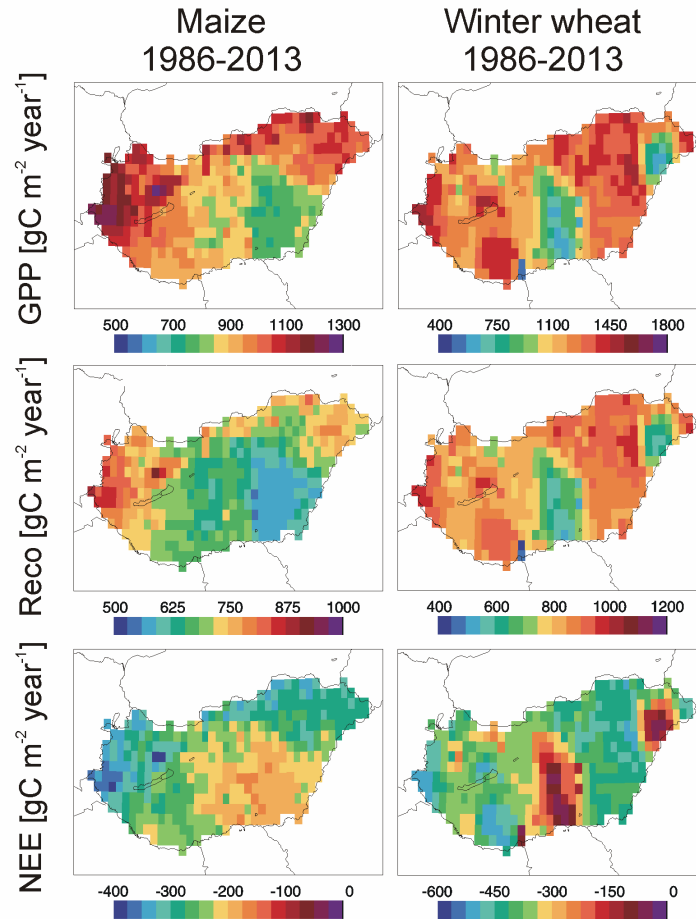 Maize
1986-2013
Winter wheat
1986-2013
GPP [gC m⁻² year⁻¹]
500 700 900 1100 1300
400 750 1100 1450 1800
Reco [gC m⁻² year⁻¹]
500 625 750 875 1000
400 600 800 1000 1200
NEE [gC m⁻² year⁻¹]
-400 -300 -200 -100 0
-600 -450 -300 -150 0